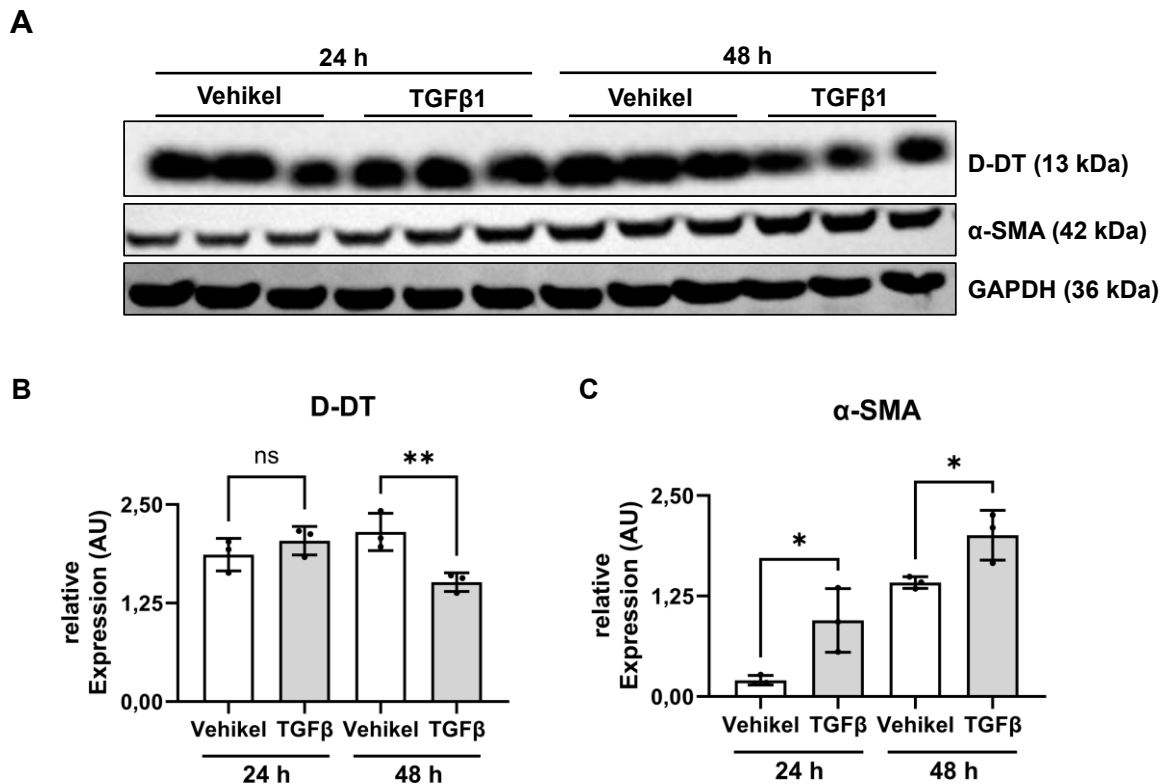 A
24 h 48 h
Vehikel TGFβ1 Vehikel TGFβ1
D-DT (13 kDa)
α-SMA (42 kDa)
GAPDH (36 kDa)
B
D-DT
ns **
2,50
1,25
0,00
relative
Expression (AU)
Vehikel TGFβ Vehikel TGFβ
24 h 48 h
C
α-SMA
* *
2,50
1,25
0,00
relative
Expression (AU)
Vehikel TGFβ Vehikel TGFβ
24 h 48 h